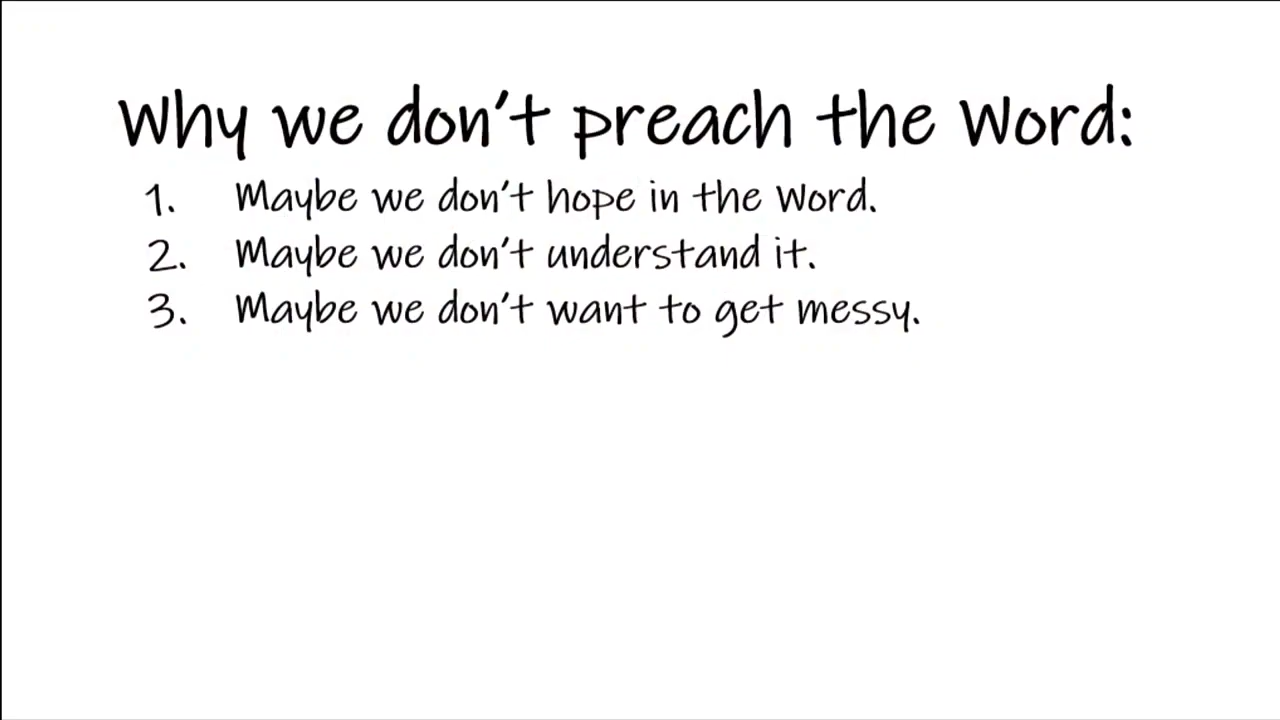 Why we don't preach the Word:
1. Maybe we don't hope in the Word.
2. Maybe we don't understand it.
3. Maybe we don't want to get messy.